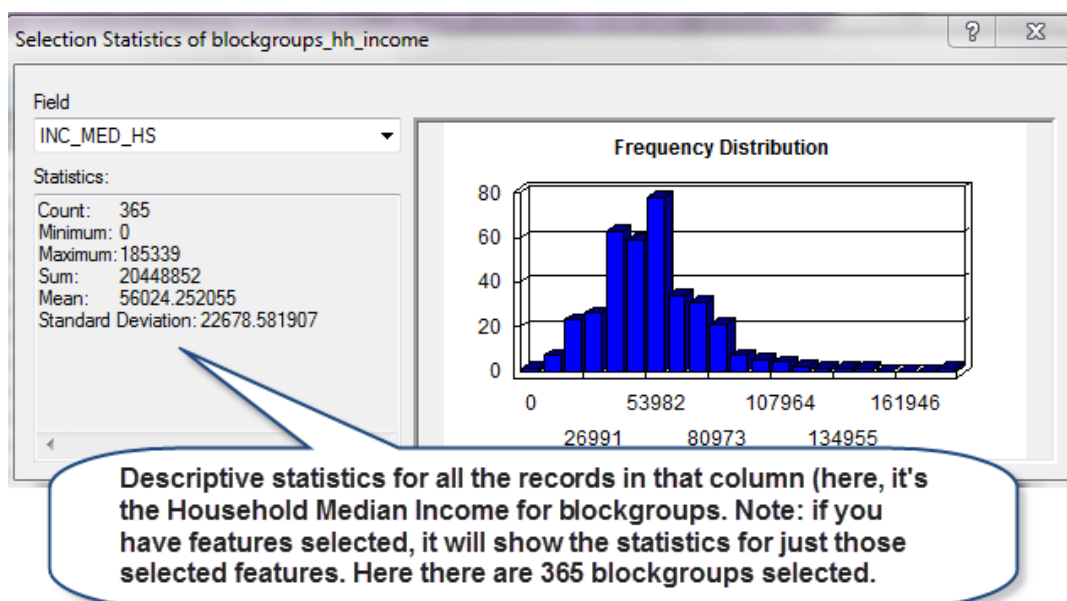 Selection Statistics of blockgroups_hh_income
Field
INC_MED_HS
Statistics:
Count: 365
Minimum: 0
Maximum: 185339
Sum: 20448852
Mean: 56024.252055
Standard Deviation: 22678.581907
Frequency Distribution
80
60
40
20
0
0 53982 107964 161946
26991 80973 134955
Descriptive statistics for all the records in that column (here, it's
the Household Median Income for blockgroups. Note: if you
have features selected, it will show the statistics for just those
selected features. Here there are 365 blockgroups selected.